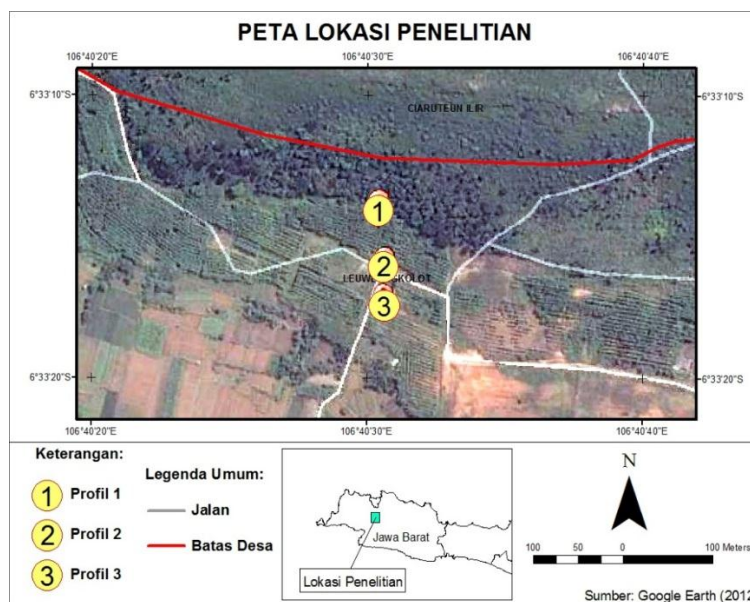 PETA LOKASI PENELITIAN
106°40'20"E 106°40'30"E 106°40'40"E
6°33'10"S 6°33'10"S
CIARUTEUN ILIR
1
2
3
6°33'20"S 6°33'20"S
106°40'20"E 106°40'30"E 106°40'40"E
Keterangan:
1 Profil 1
2 Profil 2
3 Profil 3
Legenda Umum:
Jalan
Batas Desa
Jawa Barat
Lokasi Penelitian
N
100 50 0 100 Meters
Sumber: Google Earth (2012